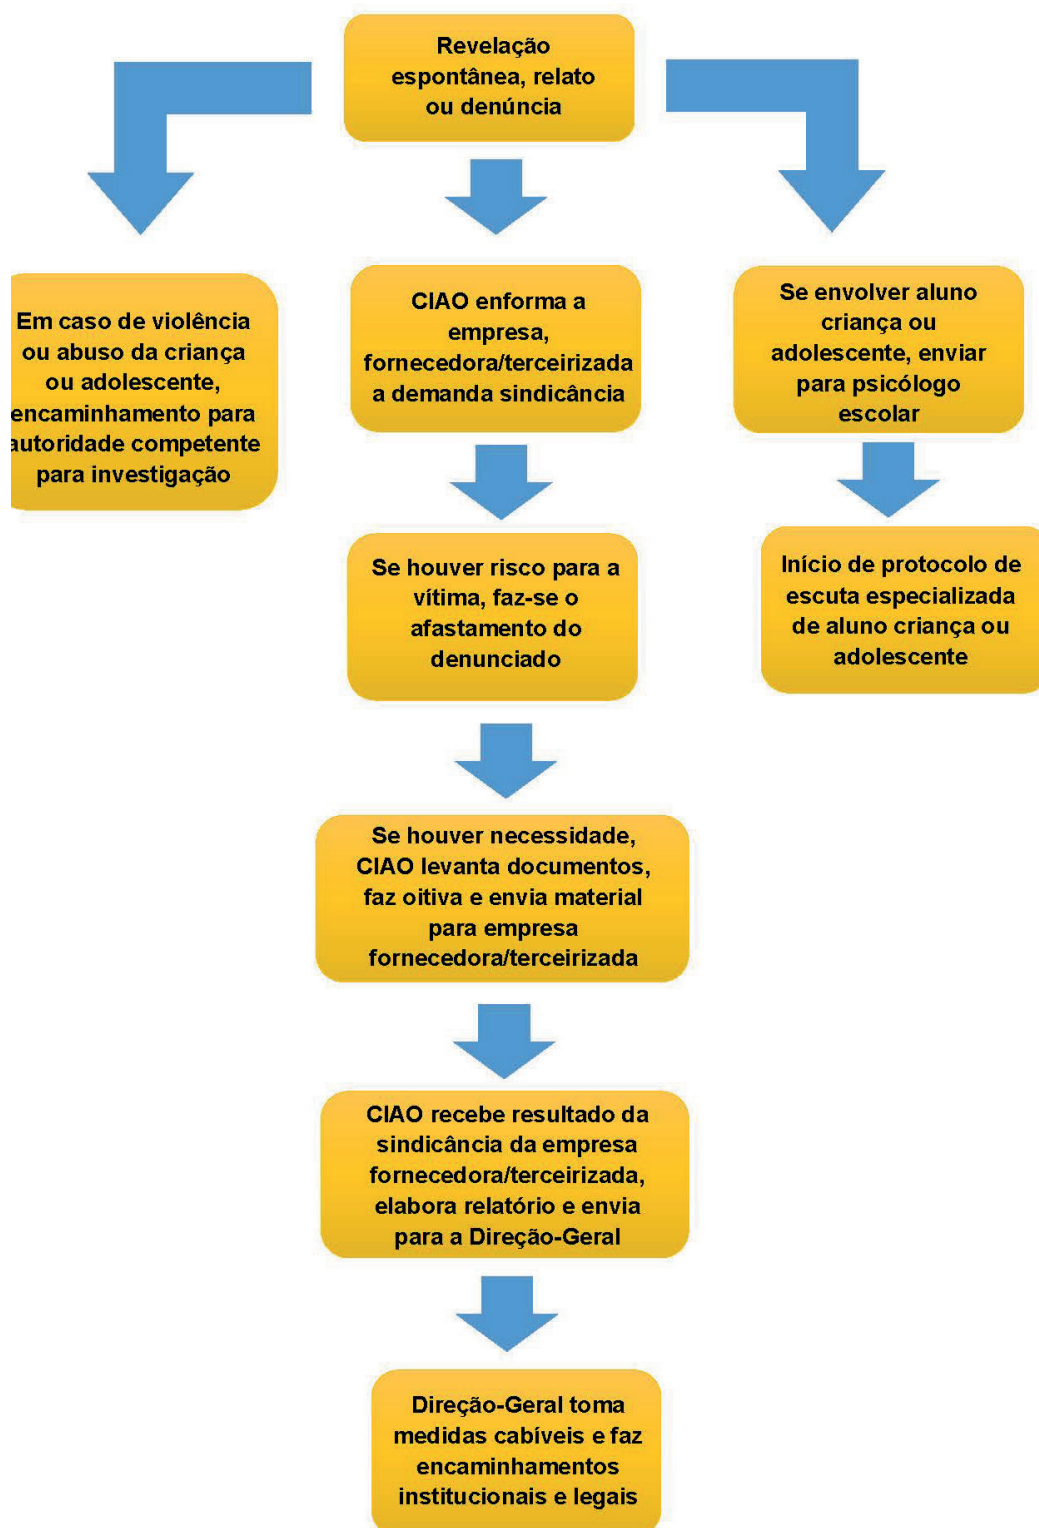 Revelação
espontânea, relato
ou denúncia
Em caso de violência
ou abuso da criança
ou adolescente,
encaminhamento para
autoridade competente
para investigação
CIAO enforma a
empresa,
fornecedora/terceirizada
a demanda sindicância
Se envolver aluno
criança ou
adolescente, enviar
para psicólogo
escolar
Se houver risco para a
vítima, faz-se o
afastamento do
denunciado
Início de protocolo de
escuta especializada
de aluno criança ou
adolescente
Se houver necessidade,
CIAO levanta documentos,
faz oitiva e envia material
para empresa
fornecedora/terceirizada
CIAO recebe resultado da
sindicância da empresa
fornecedora/terceirizada,
elabora relatório e envia
para a Direção-Geral
Direção-Geral toma
medidas cabíveis e faz
encaminhamentos
institucionais e legais